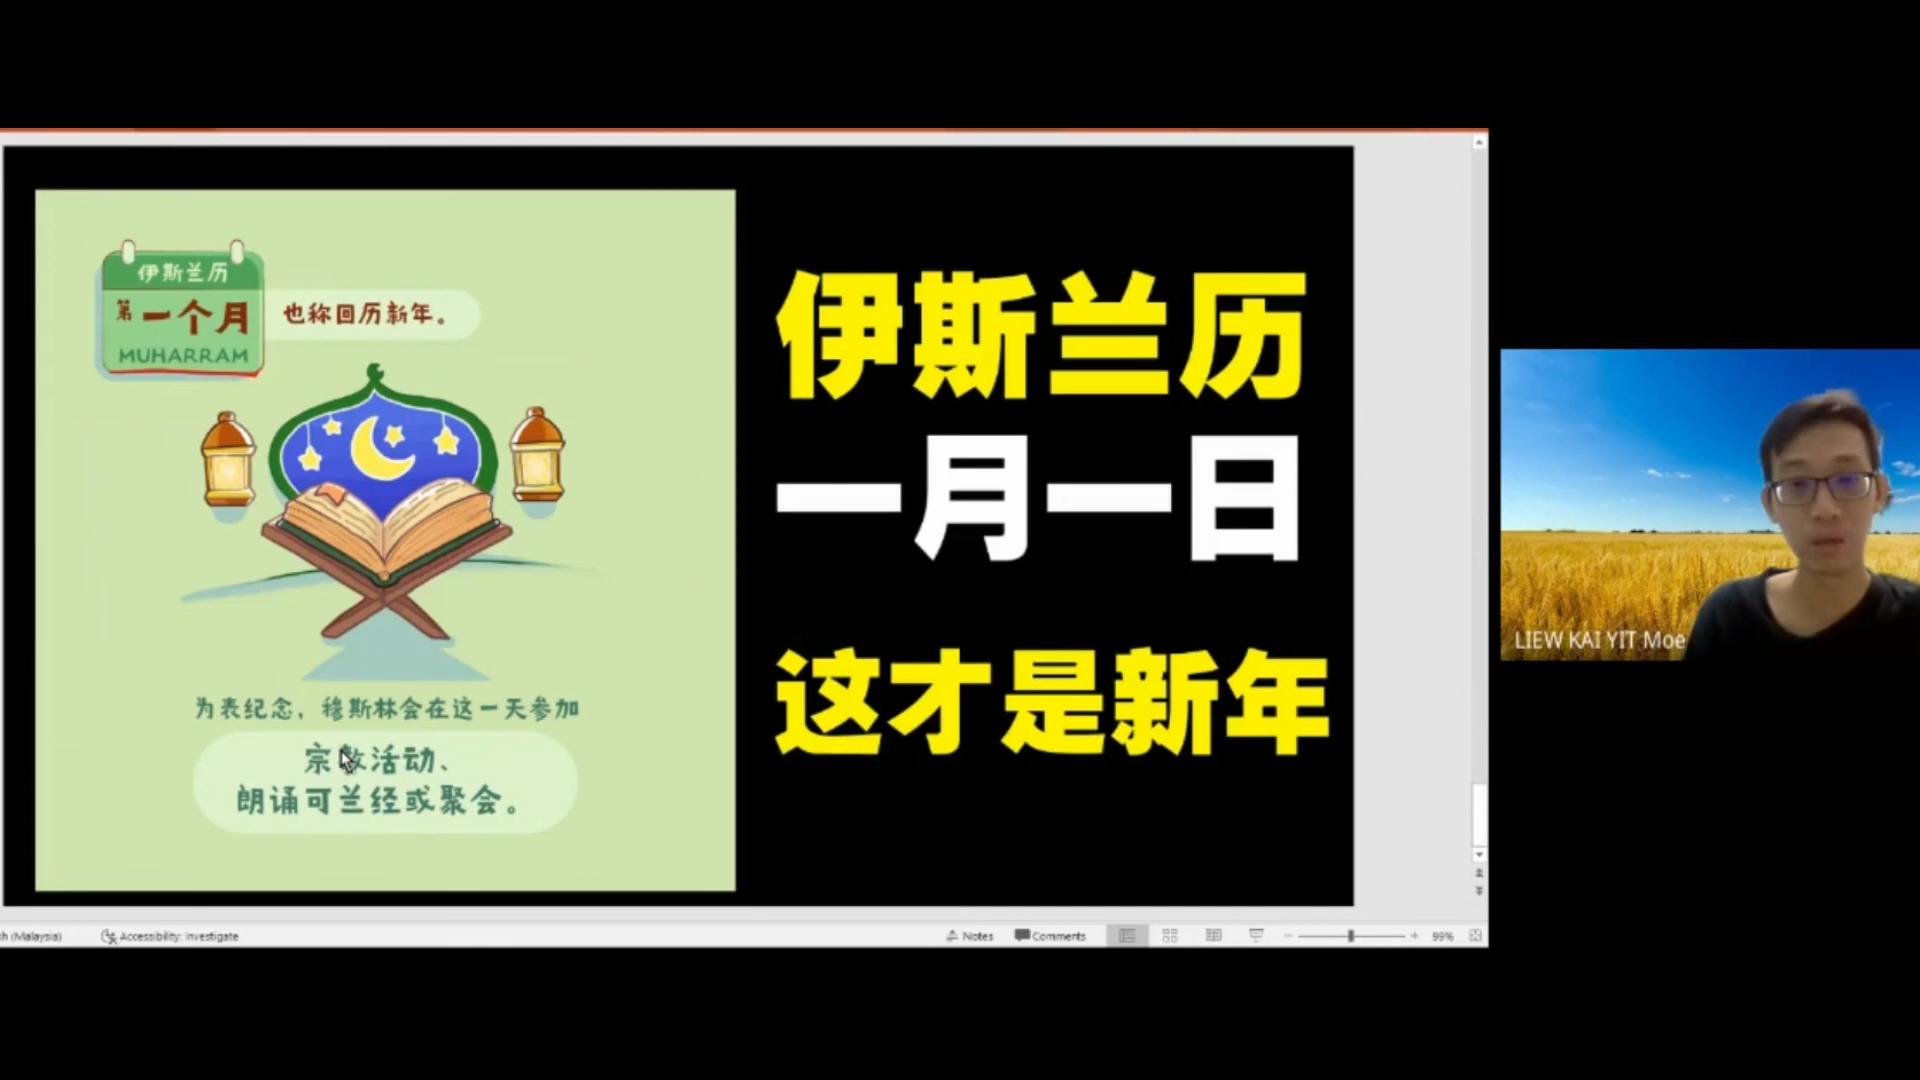 伊斯兰历
第一个月
MUHARRAM
也称回历新年。
为表纪念，穆斯林会在这一天参加
宗教活动、
朗诵可兰经或聚会。
伊斯兰历
一月一日
这才是新年
LIEW KAI YIT Moe
h (Malaysia)
Accessibility: Investigate
Notes
Comments
99%